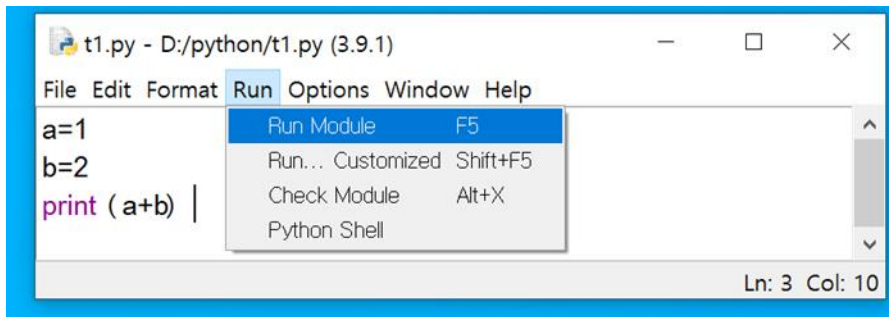 t1.py - D:/python/t1.py (3.9.1)
File Edit Format Run Options Window Help
a=1
b=2
print (a+b)
Run Module F5
Run... Customized Shift+F5
Check Module Alt+X
Python Shell
Ln: 3 Col: 10